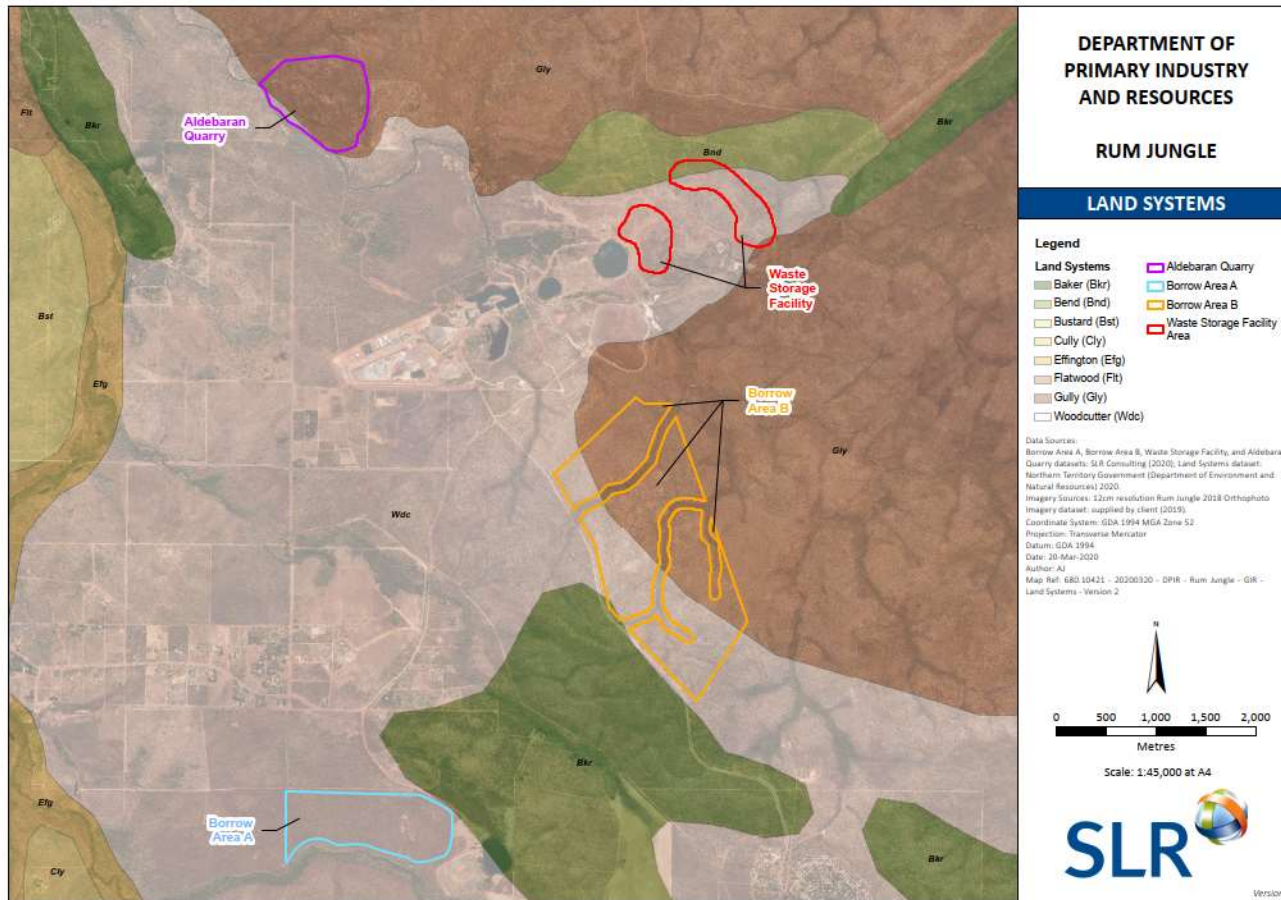 DEPARTMENT OF
PRIMARY INDUSTRY
AND RESOURCES
RUM JUNGLE
LAND SYSTEMS
Legend
Land Systems
Baker (Bkr)
Bend (Bnd)
Bustard (Bst)
Cully (Cly)
Effington (Efg)
Flatwood (Flt)
Gully (Gly)
Woodcutter (Wdc)
Aldebaran Quarry
Borrow Area A
Borrow Area B
Waste Storage Facility
Area
Data Sources:
Borrow Area A, Borrow Area B, Waste Storage Facility, and Aldebara
Quarry datasets: SLR Consulting (2020); Land Systems dataset:
Northern Territory Government (Department of Environment and
Natural Resources) 2020.
Imagery Sources: 12cm resolution Rum Jungle 2018 Orthophoto
Imagery dataset: supplied by client (2019).
Coordinate System: GDA 1994 MGA Zone 52
Projection: Transverse Mercator
Datum: GDA 1994
Date: 20-Mar-2020
Author: AJ
Map Ref: 680.10421 - 20200320 - DPIR - Rum Jungle - GIR -
Land Systems - Version 2
N
0 500 1,000 1,500 2,000
Metres
Scale: 1:45,000 at A4
SLR
Version
Gly
Flt
Bkr
Aldebaran
Quarry
Bkr
Bnd
Waste
Storage
Facility
Bst
Efg
Borrow
Area B
Gly
Wdc
Bkr
Efg
Borrow
Area A
Cly
Bkr